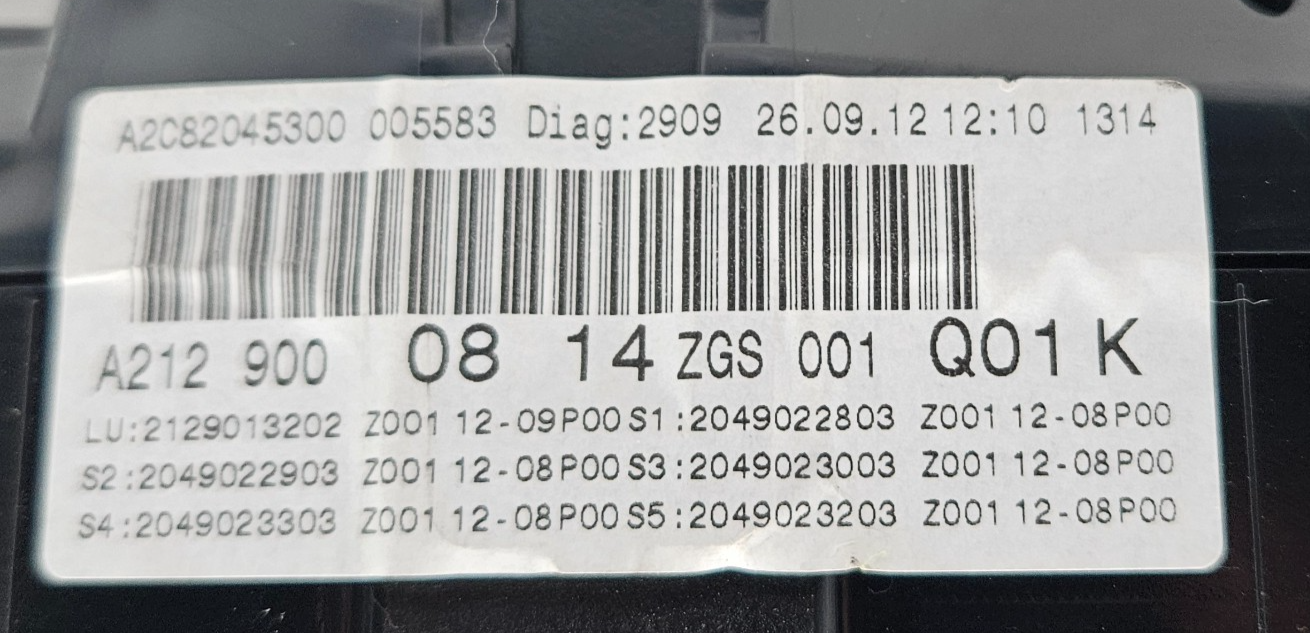 A2C82045300 005583 Diag:2909 26.09.12 12:10 1314
A212 900 08 14 ZGS 001 Q01 K
LU:2129013202 Z001 12-09P00 S1:2049022803 Z001 12-08P00
S2:2049022903 Z001 12-08P00 S3:2049023003 Z001 12-08P00
S4:2049023303 Z001 12-08P00 S5:2049023203 Z001 12-08P00